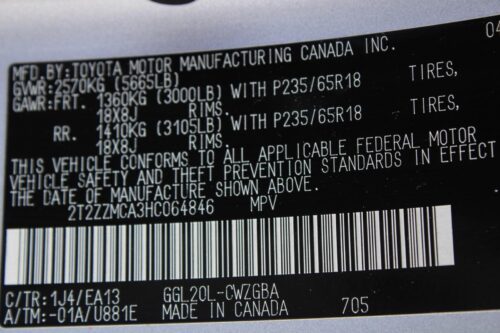 04
MFD.BY:TOYOTA MOTOR MANUFACTURING CANADA INC.
GVWR:2570KG (5665LB)
GAWR:FRT. 1360KG (3000LB) WITH P235/65R18 TIRES,
18X8J RIMS.
RR. 1410KG (3105LB) WITH P235/65R18 TIRES,
18X8J RIMS.
THIS VEHICLE CONFORMS TO ALL APPLICABLE FEDERAL MOTOR
VEHICLE SAFETY AND THEFT PREVENTION STANDARDS IN EFFECT
THE DATE OF MANUFACTURE SHOWN ABOVE.
2T2ZZMCA3HC064846 MPV
C/TR:1J4/EA13 GGL20L-CWZGBA
A/TM:-01A/U881E MADE IN CANADA 705